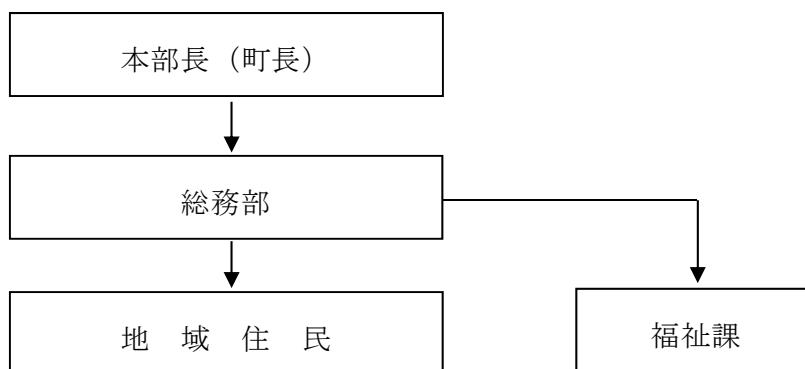 本部長（町長）
総務部
地　域　住　民
福祉課